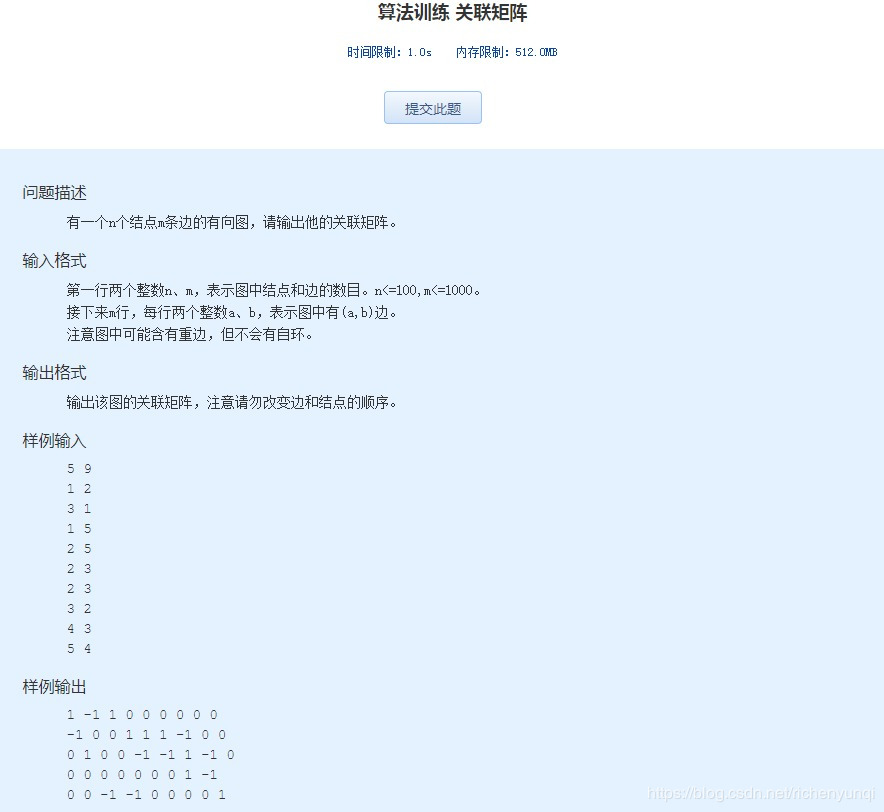 算法训练 关联矩阵
时间限制：1.0s 内存限制：512.0MB
提交此题
问题描述
有一个n个结点m条边的有向图，请输出他的关联矩阵。
输入格式
第一行两个整数n、m，表示图中结点和边的数目。n<=100,m<=1000。
接下来m行，每行两个整数a、b，表示图中有(a,b)边。
注意图中可能含有重边，但不会有自环。
输出格式
输出该图的关联矩阵，注意请勿改变边和结点的顺序。
样例输入
5 9
1 2
3 1
1 5
2 5
2 3
2 3
3 2
4 3
5 4
样例输出
1 -1 1 0 0 0 0 0 0
-1 0 0 1 1 1 -1 0 0
0 1 0 0 -1 -1 1 -1 0
0 0 0 0 0 0 0 1 -1
0 0 -1 -1 0 0 0 0 1
https://blog.csdn.net/richenyunqi